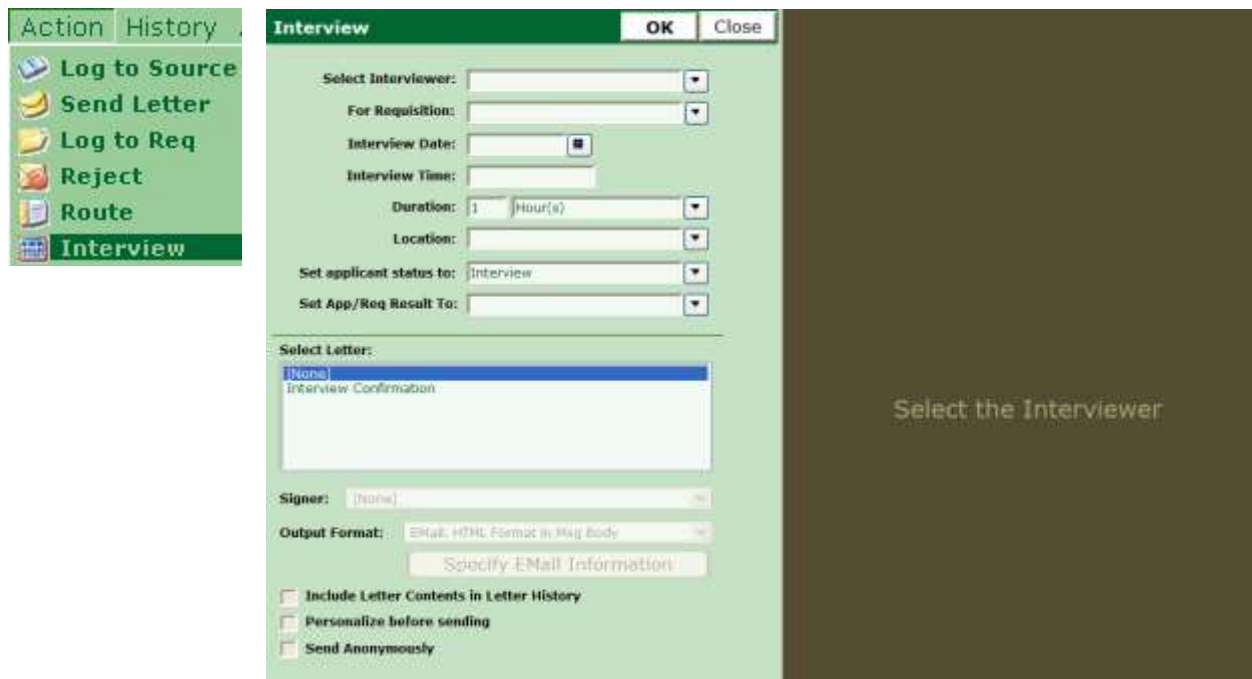 Action History
Log to Source
Send Letter
Log to Req
Reject
Route
Interview
Interview OK Close
Select Interviewer:
For Requisition:
Interview Date:
Interview Time:
Duration: 1 Hour(s)
Location:
Set applicant status to: Interview
Set App/Req Result To:
Select Letter:
[None]
Interview Confirmation
Signer: [None]
Output Format: EMail, HTML Format in Msg Body
Specify EMail Information
Include Letter Contents in Letter History
Personalize before sending
Send Anonymously
Select the Interviewer